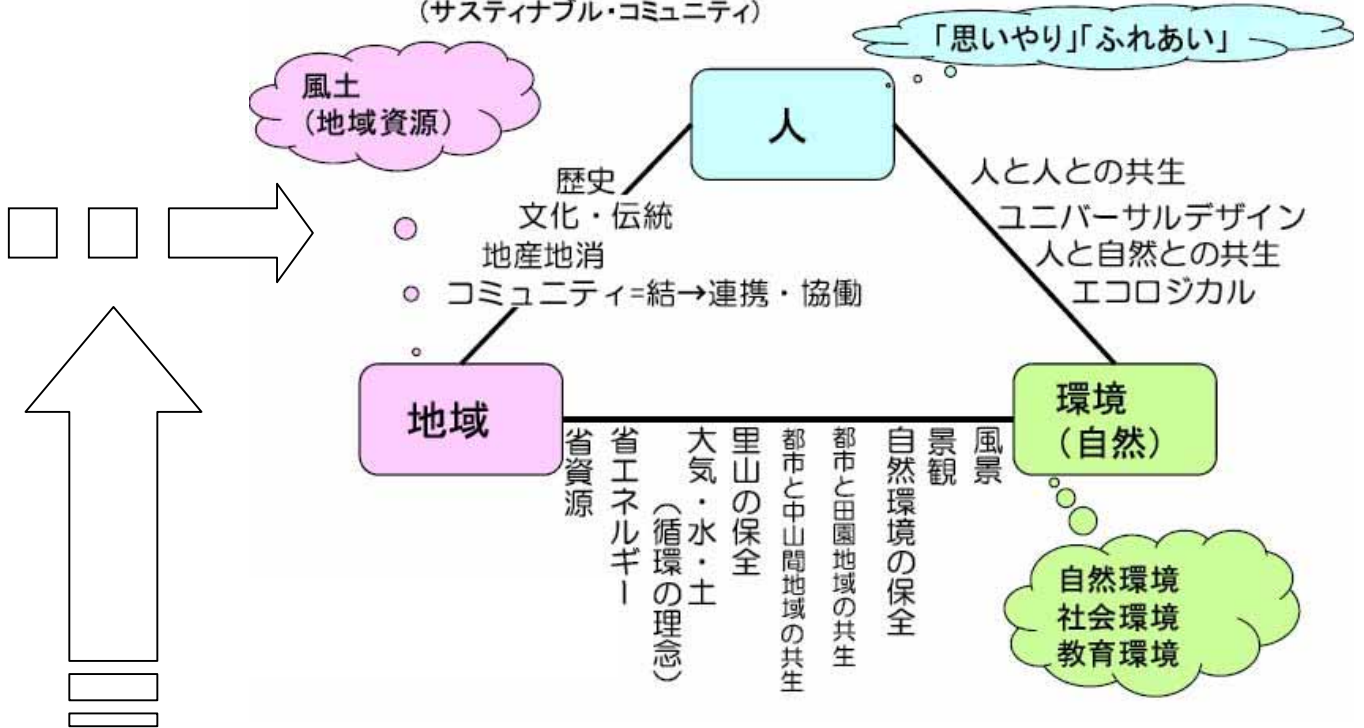 (サスティナブル・コミュニティ)
「思いやり」「ふれあい」
風土
(地域資源)
人
歴史
文化・伝統
地産地消
コミュニティ=結→連携・協働
人と人との共生
ユニバーサルデザイン
人と自然との共生
エコロジカル
地域
環境
(自然)
省資源
省エネルギー
(循環の理念)
大気・水・土
里山の保全
都市と中山間地域の共生
都市と田園地域の共生
自然環境の保全
景観
風景
自然環境
社会環境
教育環境